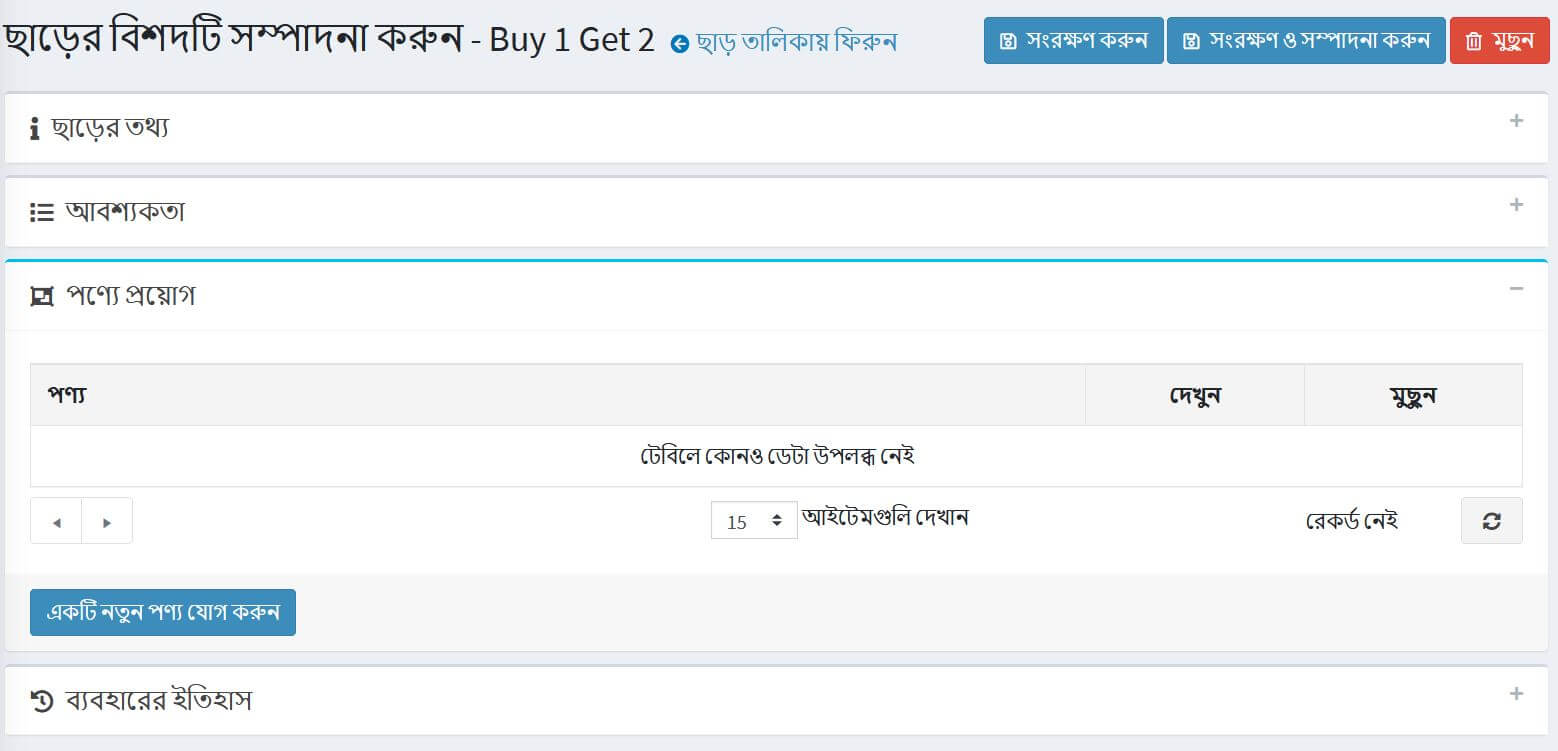 ছাড়ের বিশদটি সম্পাদনা করুন - Buy 1 Get 2 ছাড় তালিকায় ফিরুন
সংরক্ষণ করুন সংরক্ষণ ও সম্পাদনা করুন মুছুন
ছাড়ের তথ্য
আবশ্যকতা
পণ্যে প্রয়োগ
পণ্য দেখুন মুছুন
টেবিলে কোনও ডেটা উপলব্ধ নেই
15 আইটেমগুলি দেখান রেকর্ড নেই
একটি নতুন পণ্য যোগ করুন
ব্যবহারের ইতিহাস